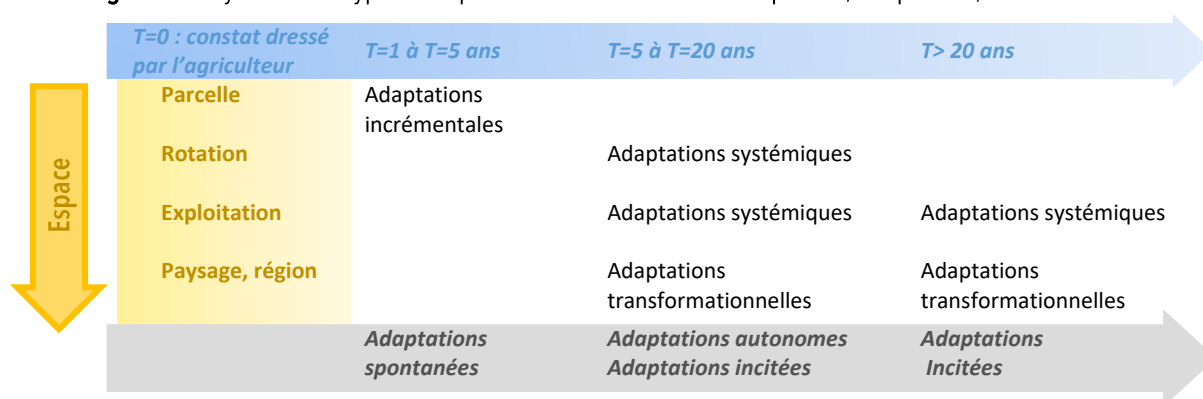 T=0 : constat dressé
par l'agriculteur
T=1 à T=5 ans
T=5 à T=20 ans
T> 20 ans
Espace
Parcelle
Adaptations
incrémentales
Rotation
Adaptations systémiques
Exploitation
Adaptations systémiques
Adaptations systémiques
Paysage, région
Adaptations
transformationnelles
Adaptations
transformationnelles
Adaptations
spontanées
Adaptations autonomes
Adaptations incitées
Adaptations
Incitées